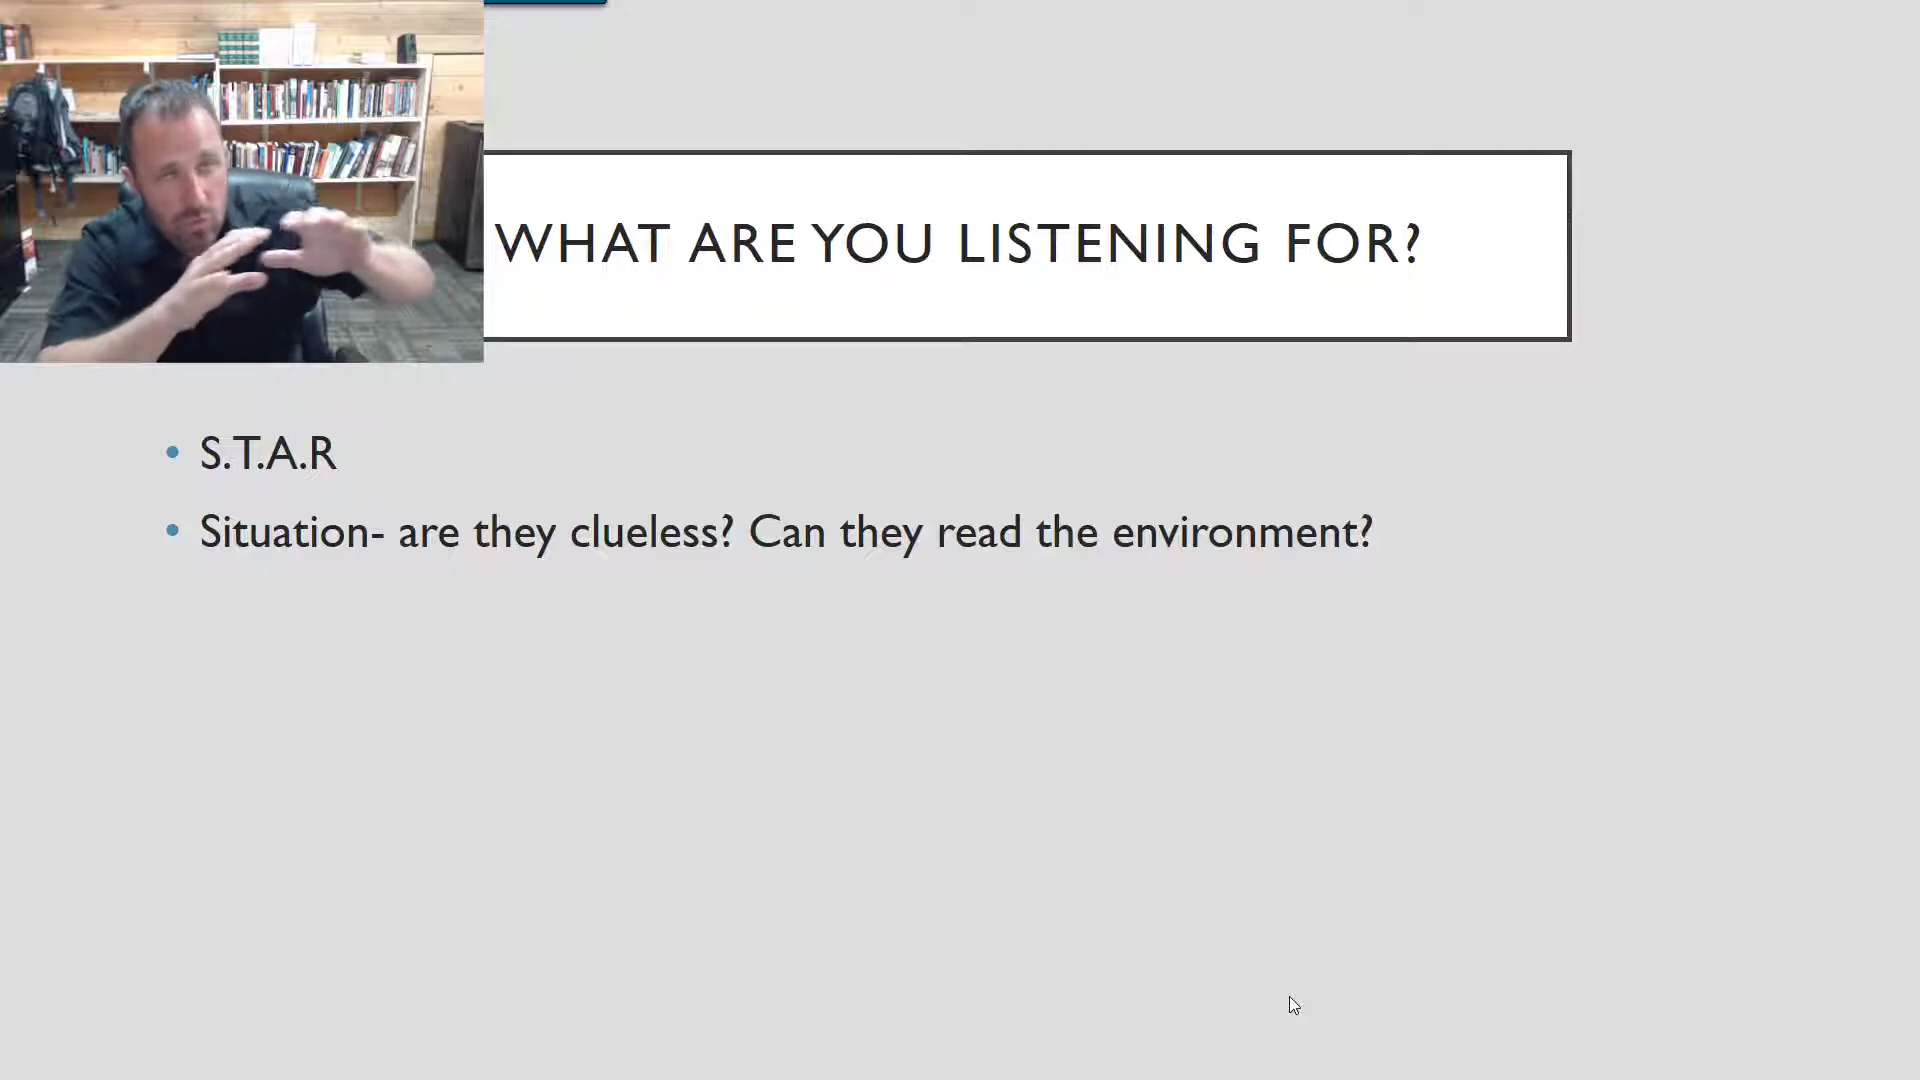 WHAT ARE YOU LISTENING FOR?
S.T.A.R
Situation- are they clueless? Can they read the environment?